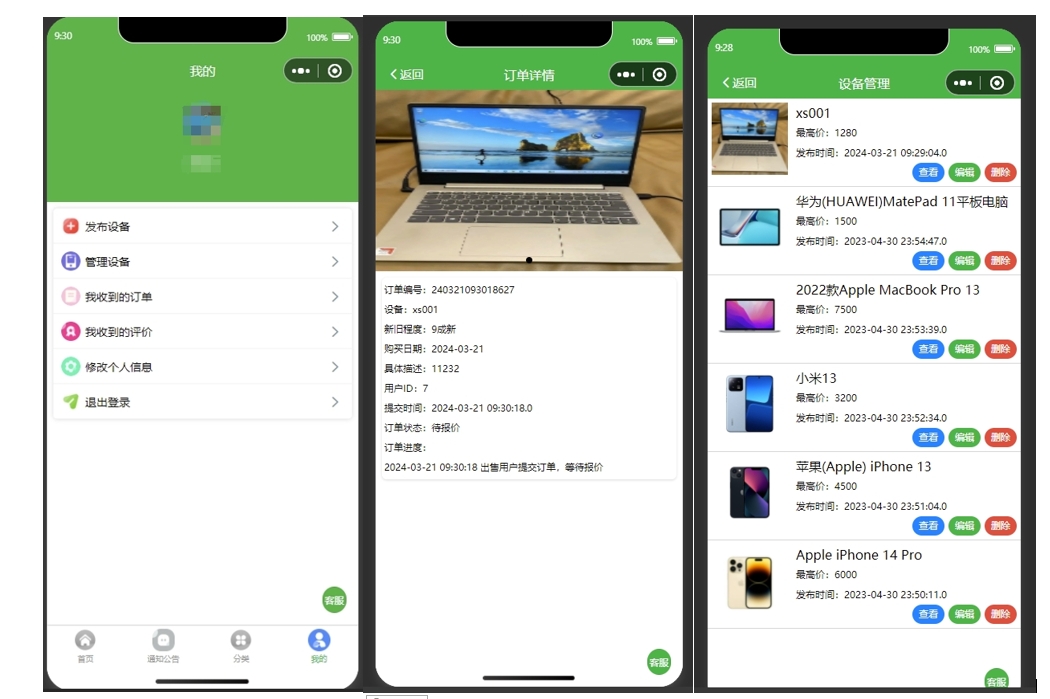 9:30
100%
我的
发布设备
管理设备
我收到的订单
我收到的评价
修改个人信息
退出登录
客服
首页
通知公告
分类
我的
9:30
100%
返回
订单详情
订单编号：240321093018627
设备：xs001
新旧程度：9成新
购买日期：2024-03-21
具体描述：11232
用户ID：7
提交时间：2024-03-21 09:30:18.0
订单状态：待报价
订单进度：
2024-03-21 09:30:18 出售用户提交订单，等待报价
客服
9:28
100%
返回
设备管理
xs001
最高价：1280
发布时间：2024-03-21 09:29:04.0
查看 编辑 删除
华为(HUAWEI)MatePad 11平板电脑
最高价：1500
发布时间：2023-04-30 23:54:47.0
查看 编辑 删除
2022款Apple MacBook Pro 13
最高价：7500
发布时间：2023-04-30 23:53:39.0
查看 编辑 删除
小米13
最高价：3200
发布时间：2023-04-30 23:52:34.0
查看 编辑 删除
苹果(Apple) iPhone 13
最高价：4500
发布时间：2023-04-30 23:51:04.0
查看 编辑 删除
Apple iPhone 14 Pro
最高价：6000
发布时间：2023-04-30 23:50:11.0
查看 编辑 删除
客服